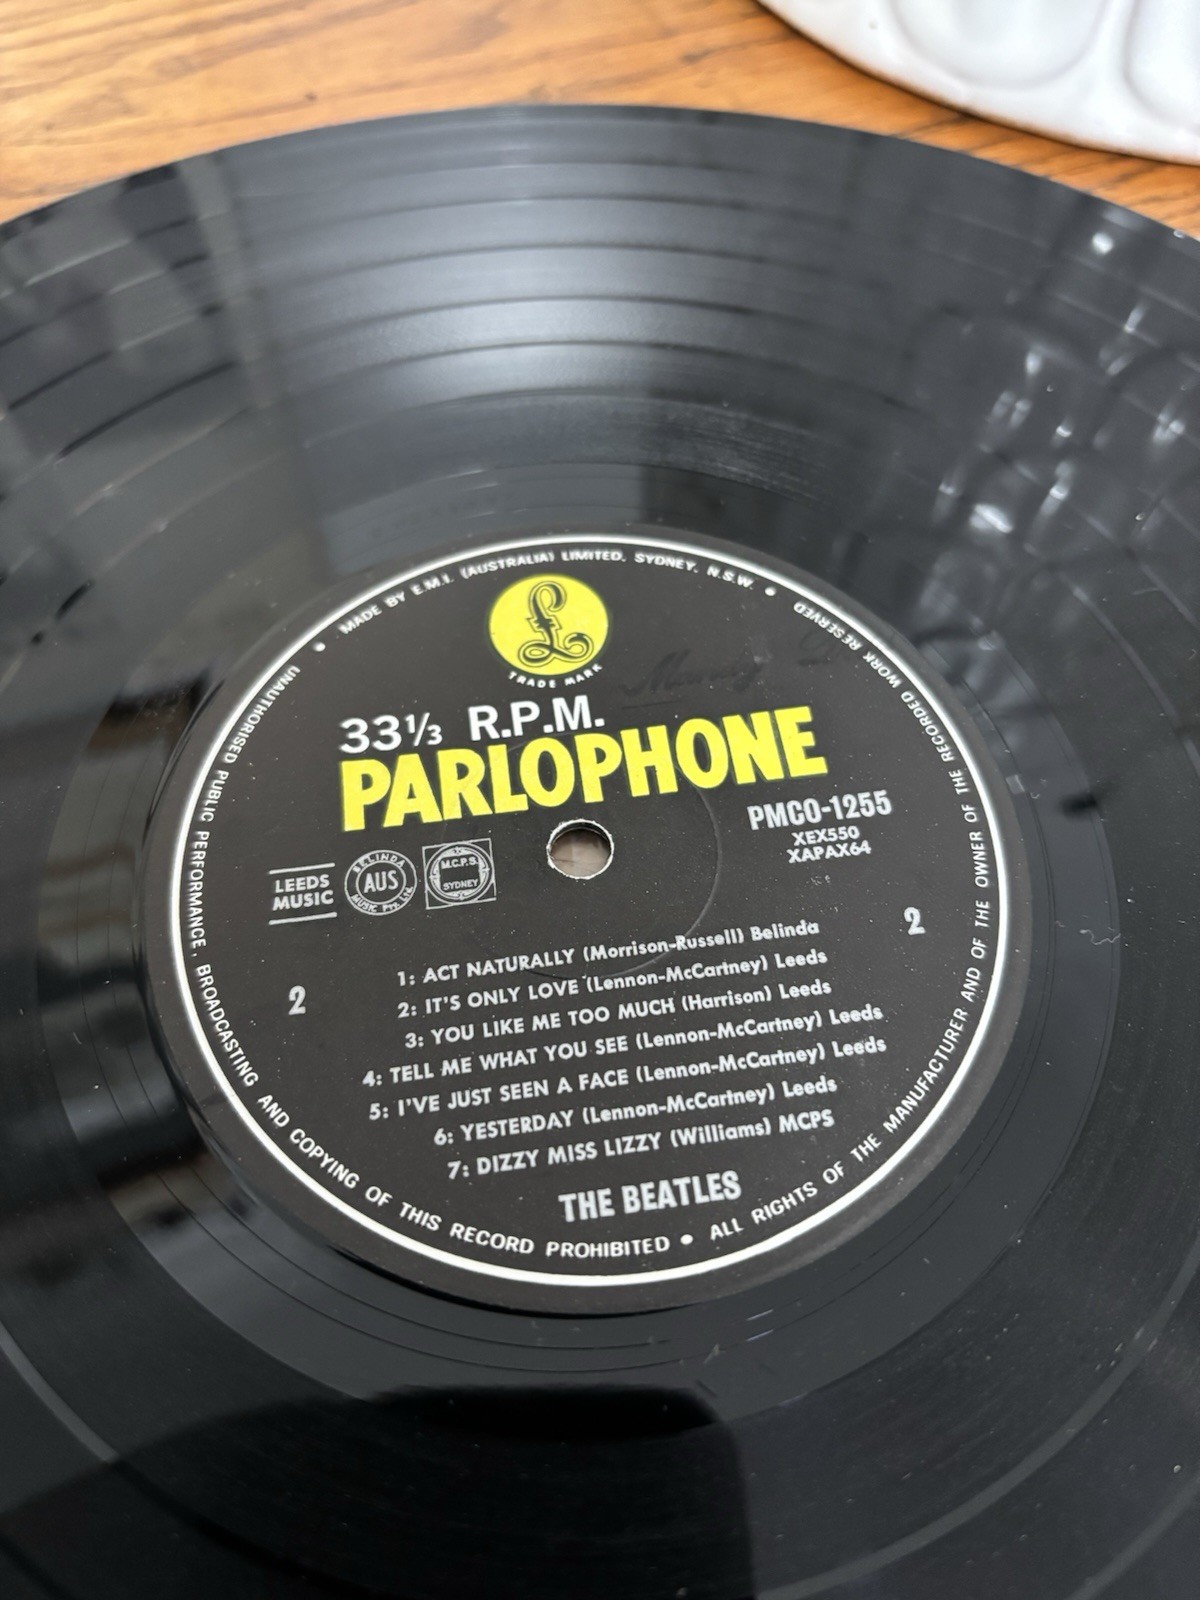 MADE BY E.M.I. (AUSTRALIA) LIMITED, SYDNEY, N.S.W. •
TRADE MARK
33⅓ R.P.M.
PARLOPHONE
PMCO-1255
XEX550
XAPAX64
LEEDS
MUSIC
BELINDA
AUS
MUSIC Pty. Ltd.
M.C.P.S.
SYDNEY
2
2
1: ACT NATURALLY (Morrison-Russell) Belinda
2: IT'S ONLY LOVE (Lennon-McCartney) Leeds
3: YOU LIKE ME TOO MUCH (Harrison) Leeds
4: TELL ME WHAT YOU SEE (Lennon-McCartney) Leeds
5: I'VE JUST SEEN A FACE (Lennon-McCartney) Leeds
6: YESTERDAY (Lennon-McCartney) Leeds
7: DIZZY MISS LIZZY (Williams) MCPS
THE BEATLES
• UNAUTHORISED PUBLIC PERFORMANCE, BROADCASTING AND COPYING OF THIS RECORD PROHIBITED • ALL RIGHTS OF THE MANUFACTURER AND OF THE OWNER OF THE RECORDED WORK RESERVED